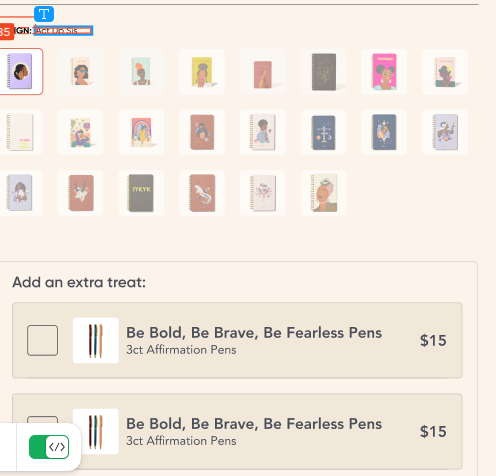 T
35
IGN: Act Up Sis
IYKYK
Add an extra treat:
Be Bold, Be Brave, Be Fearless Pens
3ct Affirmation Pens
$15
Be Bold, Be Brave, Be Fearless Pens
3ct Affirmation Pens
$15
</>